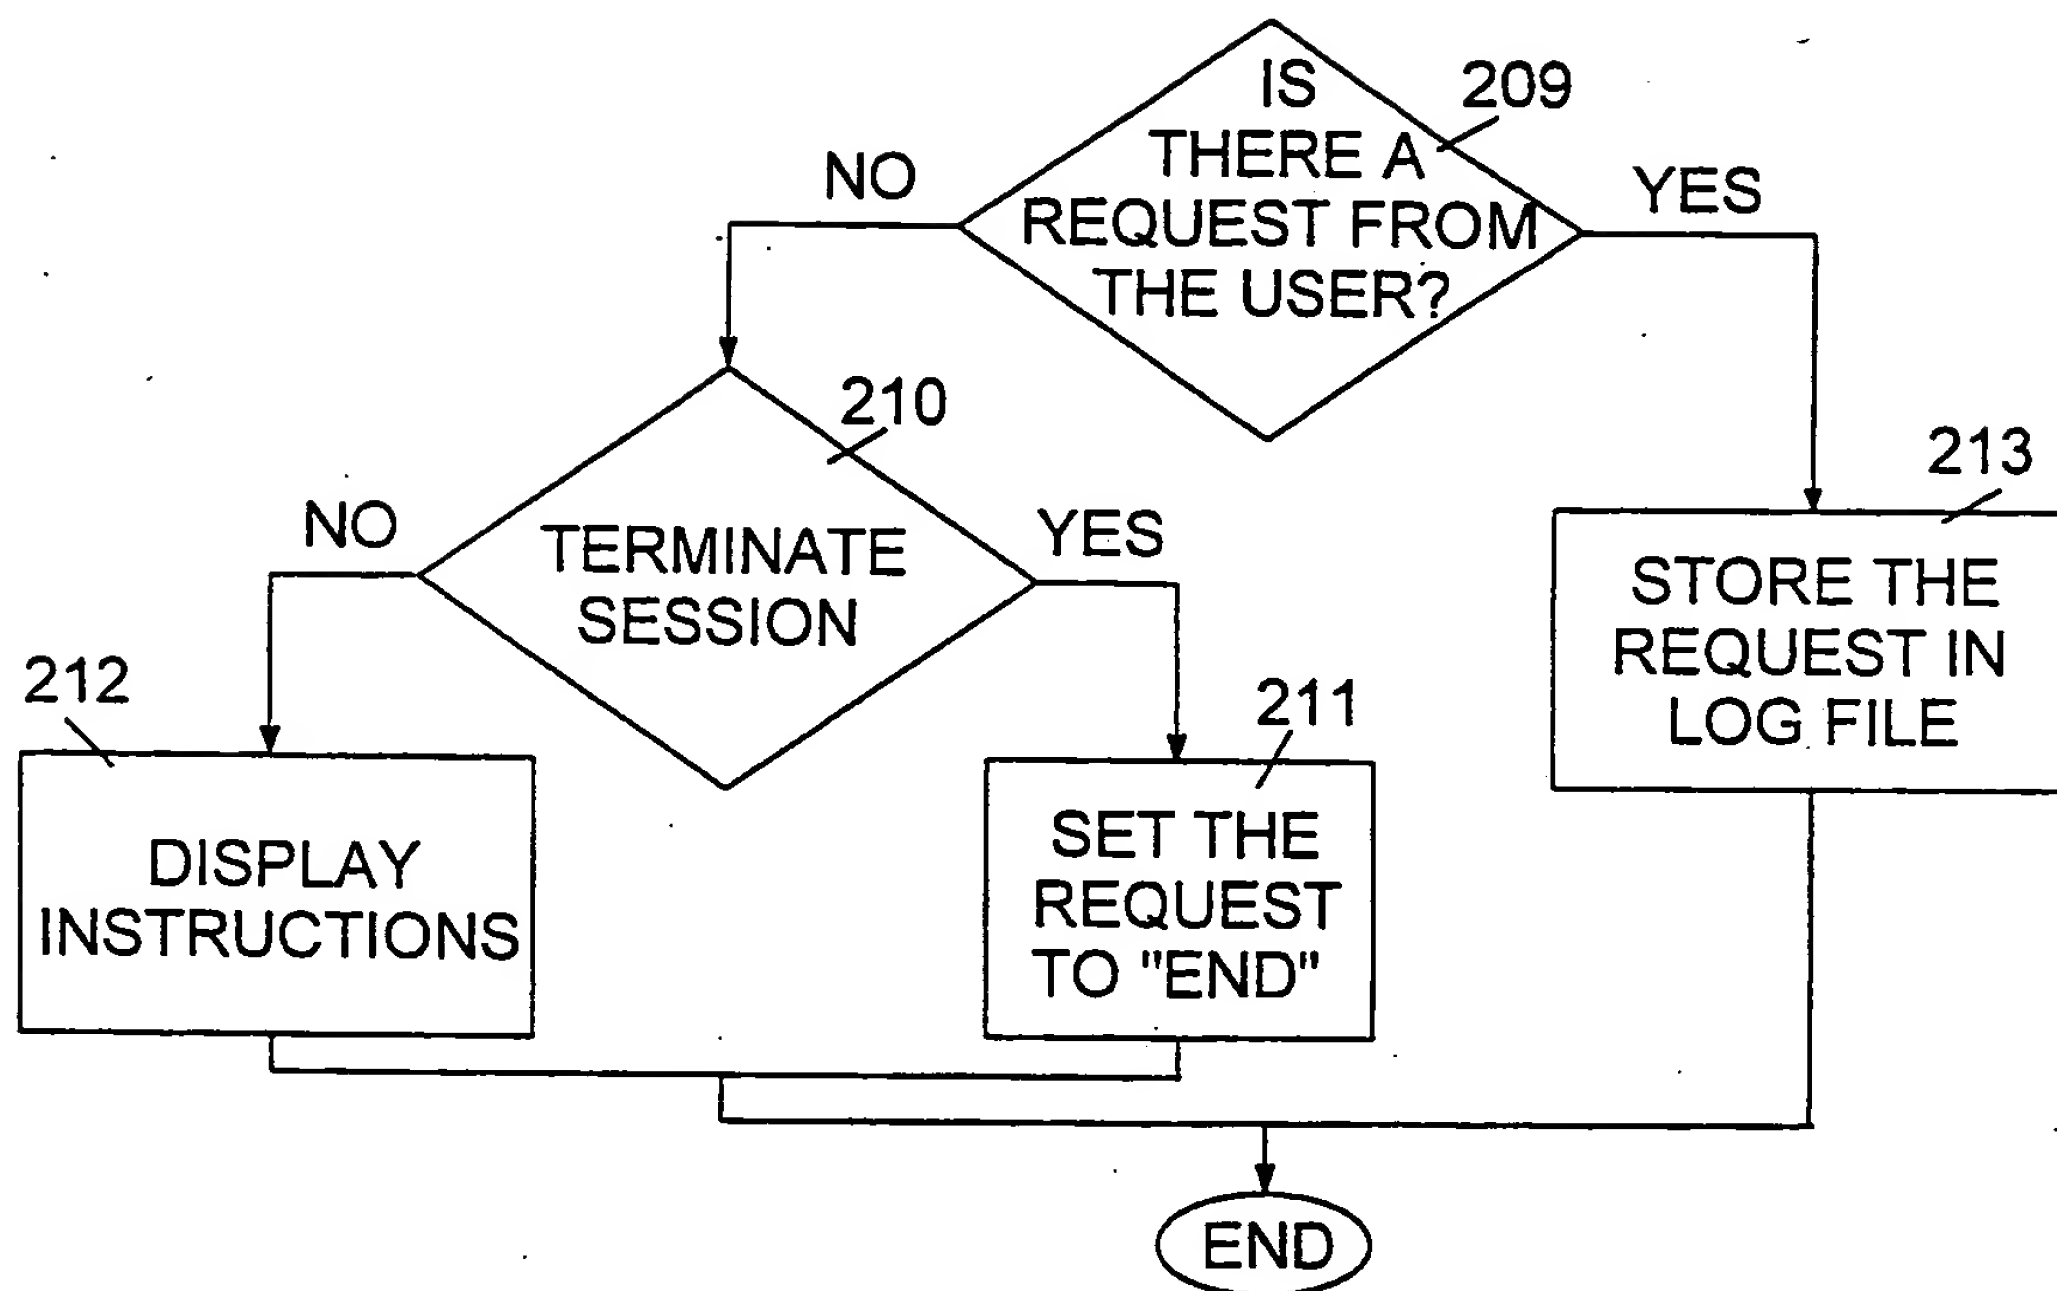 IS
THERE A
REQUEST FROM
THE USER?
209
NO
YES
210
TERMINATE
SESSION
NO
YES
213
STORE THE
REQUEST IN
LOG FILE
212
DISPLAY
INSTRUCTIONS
211
SET THE
REQUEST
TO "END"
END